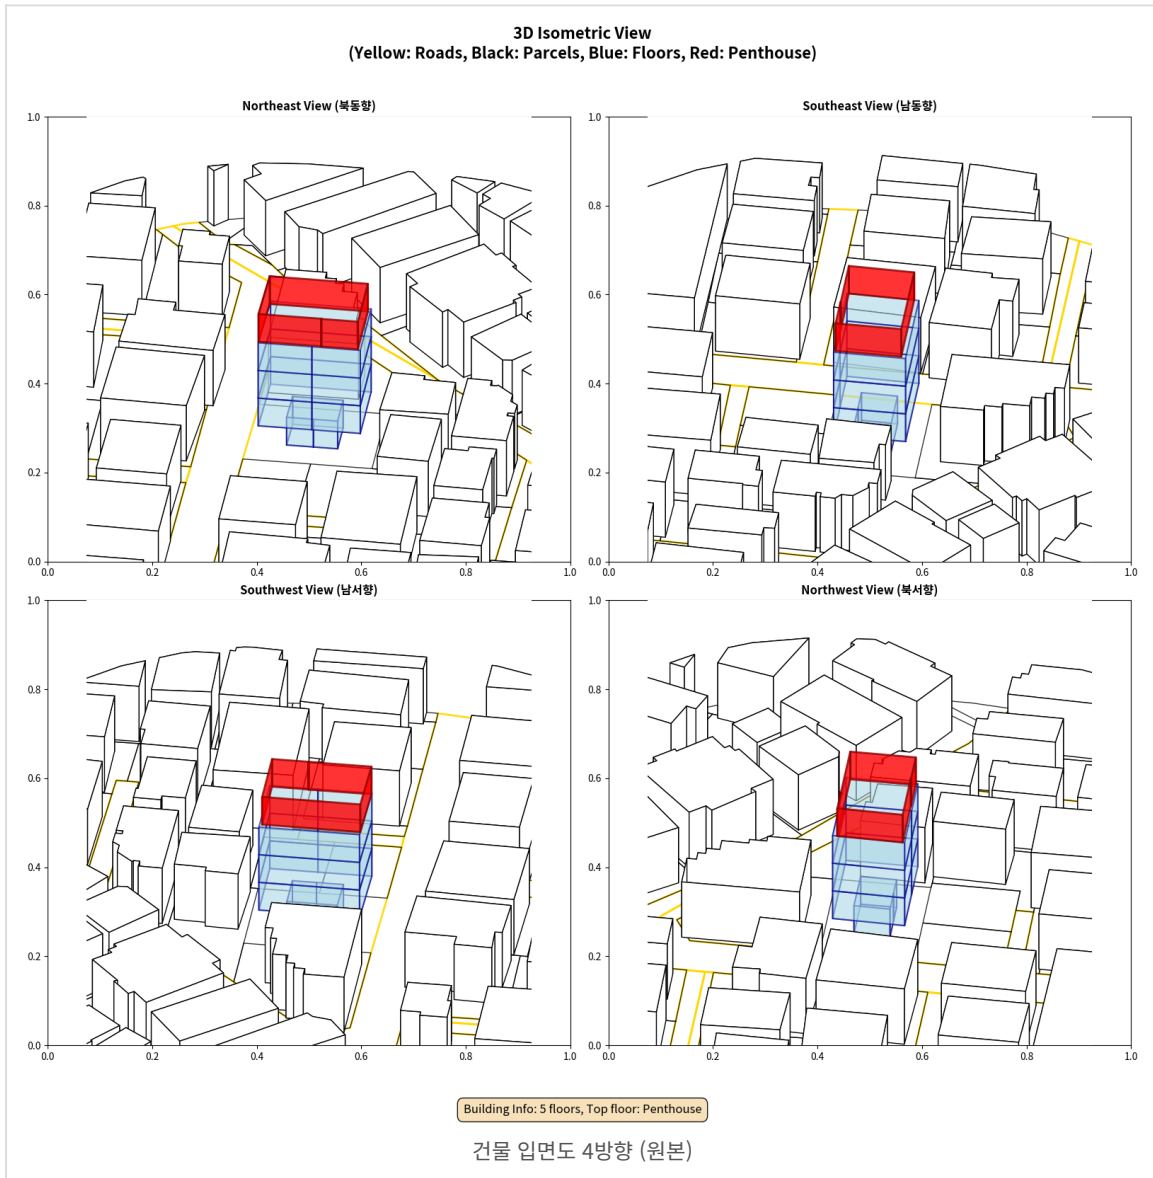 3D Isometric View
(Yellow: Roads, Black: Parcels, Blue: Floors, Red: Penthouse)
Northeast View (북동향)
1.0
0.8
0.6
0.4
0.2
0.0
0.0 0.2 0.4 0.6 0.8 1.0
Southeast View (남동향)
1.0
0.8
0.6
0.4
0.2
0.0
0.0 0.2 0.4 0.6 0.8 1.0
Southwest View (남서향)
1.0
0.8
0.6
0.4
0.2
0.0
0.0 0.2 0.4 0.6 0.8 1.0
Northwest View (북서향)
1.0
0.8
0.6
0.4
0.2
0.0
0.0 0.2 0.4 0.6 0.8 1.0
Building Info: 5 floors, Top floor: Penthouse
건물 입면도 4방향 (원본)